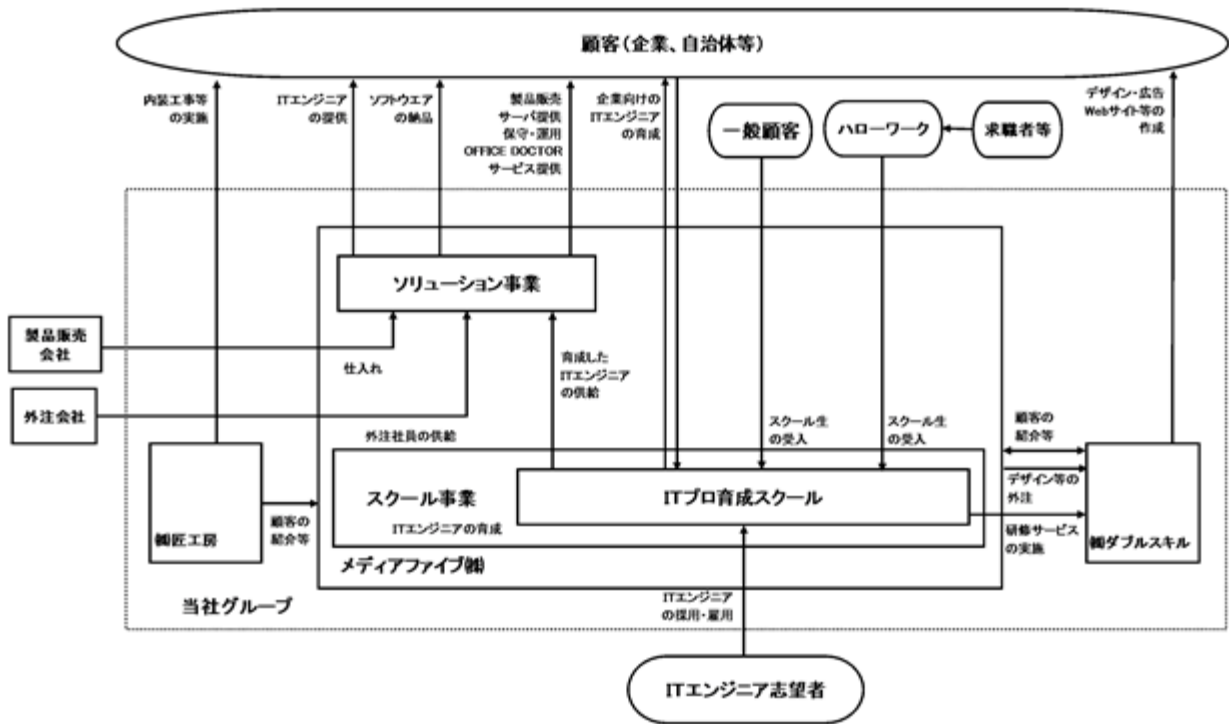 顧客(企業、自治体等)
内装工事等
の実施
ITエンジニア
の提供
ソフトウエア
の納品
製品販売
サーバ提供
保守・運用
OFFICE DOCTOR
サービス提供
企業向けの
ITエンジニア
の育成
一般顧客
ハローワーク
求職者等
デザイン・広告
Webサイト等の
作成
ソリューション事業
製品販売
会社
仕入れ
育成した
ITエンジニア
の供給
外注会社
外注社員の供給
スクール生
の受入
スクール生
の受入
顧客の
紹介等
スクール事業
ITプロ育成スクール
ITエンジニアの育成
デザイン等の
外注
㈱匠工房
顧客の
紹介等
研修サービス
の実施
㈱ダブルスキル
メディアファイブ㈱
当社グループ
ITエンジニア
の採用・雇用
ITエンジニア志望者